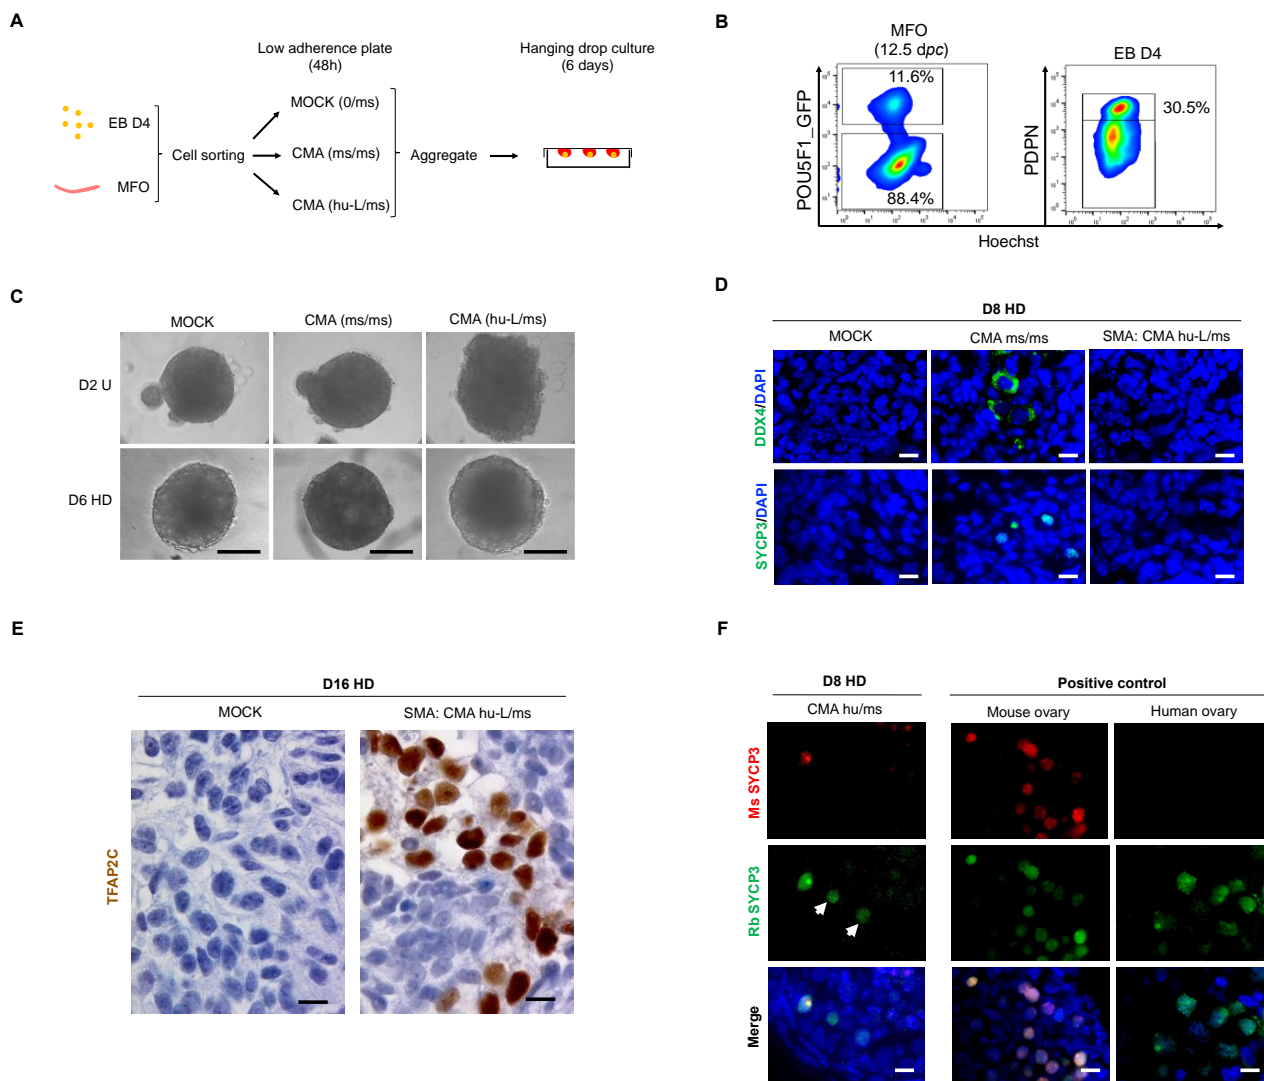 A
Low adherence plate
(48h)
Hanging drop culture
(6 days)
EB D4
MFO
Cell sorting
MOCK (0/ms)
CMA (ms/ms)
CMA (hu-L/ms)
Aggregate
B
MFO
(12.5 dpc)
EB D4
POU5F1_GFP
11.6%
88.4%
PDPN
30.5%
Hoechst
C
MOCK
CMA (ms/ms)
CMA (hu-L/ms)
D2 U
D6 HD
D
D8 HD
MOCK
CMA ms/ms
SMA: CMA hu-L/ms
DDX4/DAPI
SYCP3/DAPI
E
D16 HD
MOCK
SMA: CMA hu-L/ms
TFAP2C
F
D8 HD
Positive control
CMA hu/ms
Mouse ovary
Human ovary
Ms SYCP3
Rb SYCP3
Merge